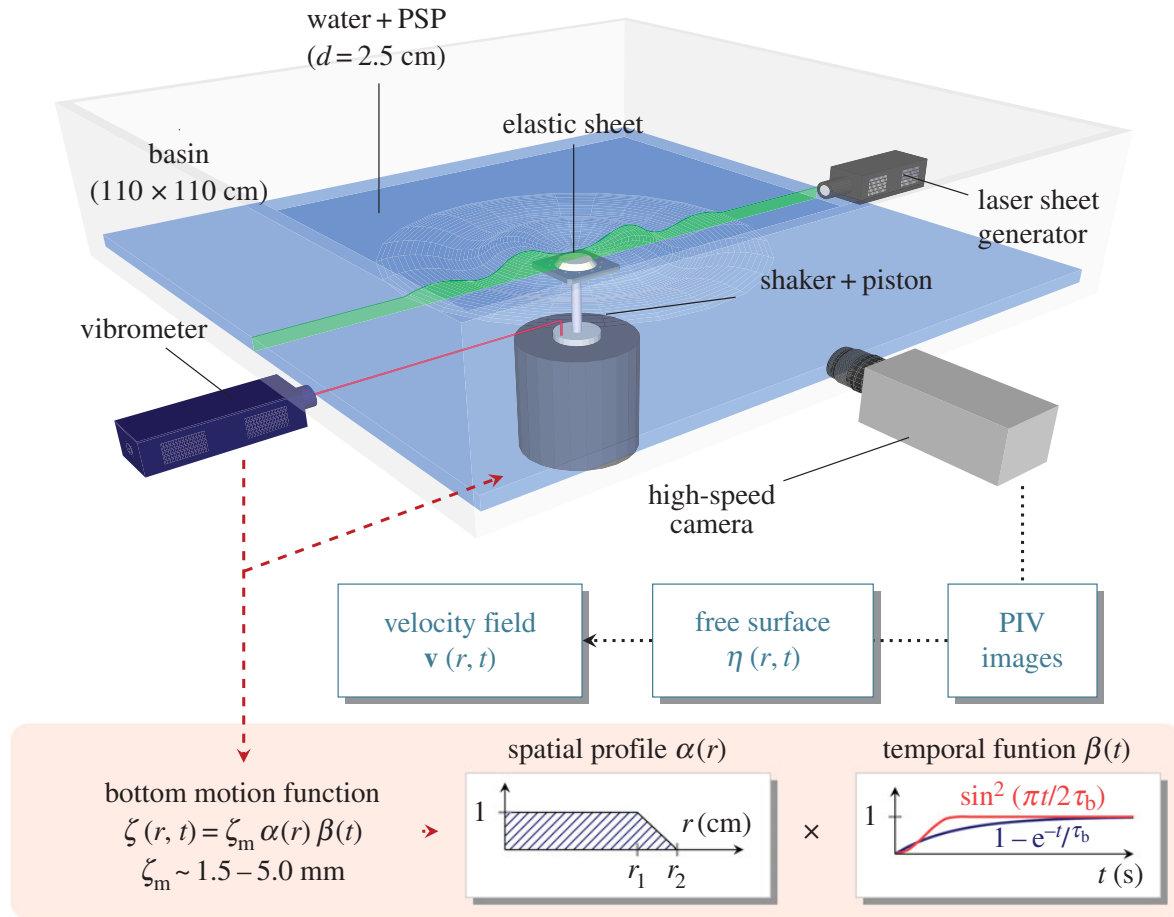 water + PSP
(d = 2.5 cm)
elastic sheet
basin
(110 × 110 cm)
laser sheet
generator
shaker + piston
vibrometer
high-speed
camera
velocity field
v (r, t)
free surface
η (r, t)
PIV
images
bottom motion function
ζ (r, t) = ζm α(r) β(t)
ζm ~ 1.5 – 5.0 mm
spatial profile α(r)
1
r (cm)
r1
r2
×
temporal funtion β(t)
sin² (πt/2τb)
1
1 – e^–t/τb
t (s)